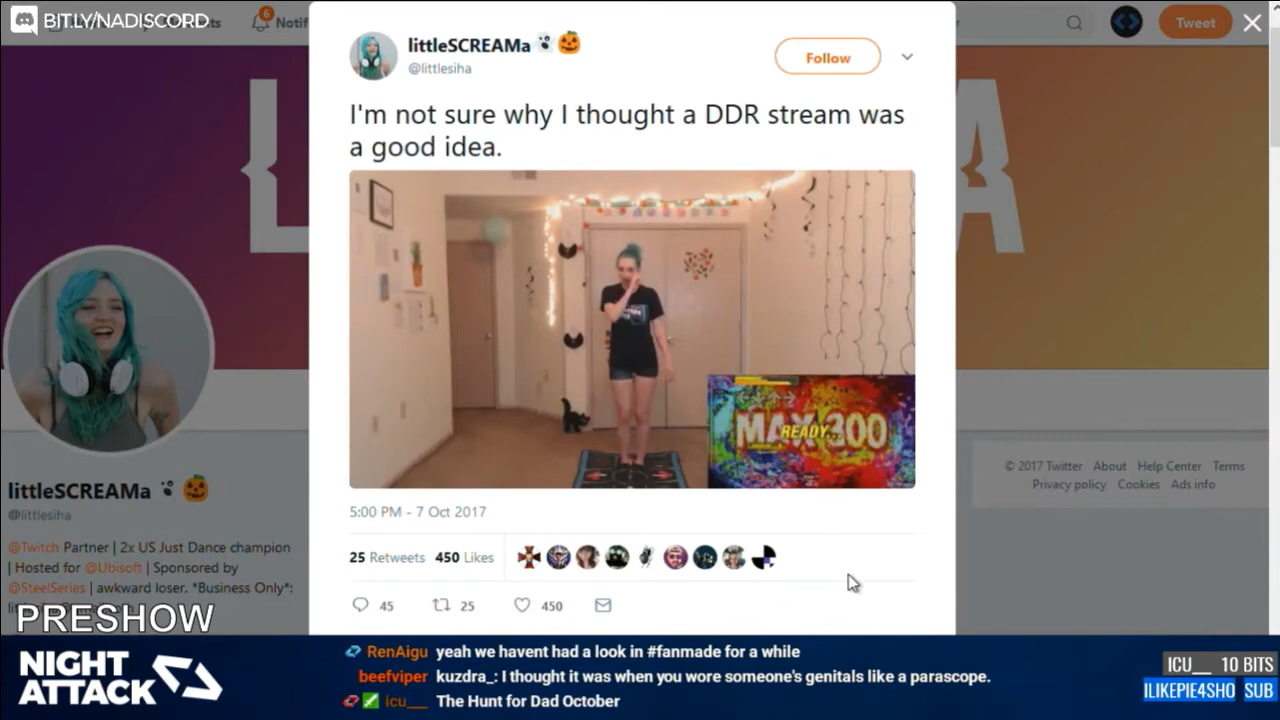 BIT.LY/NADISCORD
6
Notif
Tweet
littleSCREAMa
@littlesiha
Follow
I'm not sure why I thought a DDR stream was
a good idea.
MAX 300
READY...
5:00 PM - 7 Oct 2017
25 Retweets 450 Likes
45 25 450
littleSCREAMa
@littlesiha
@Twitch Partner | 2x US Just Dance champion
| Hosted for @Ubisoft | Sponsored by
@SteelSeries | awkward loser. *Business Only*:
© 2017 Twitter About Help Center Terms
Privacy policy Cookies Ads info
PRESHOW
NIGHT
ATTACK
RenAigu yeah we havent had a look in #fanmade for a while
beefviper kuzdra_: I thought it was when you wore someone's genitals like a parascope.
icu___ The Hunt for Dad October
ICU__ 10 BITS
ILIKEPIE4SHO SUB